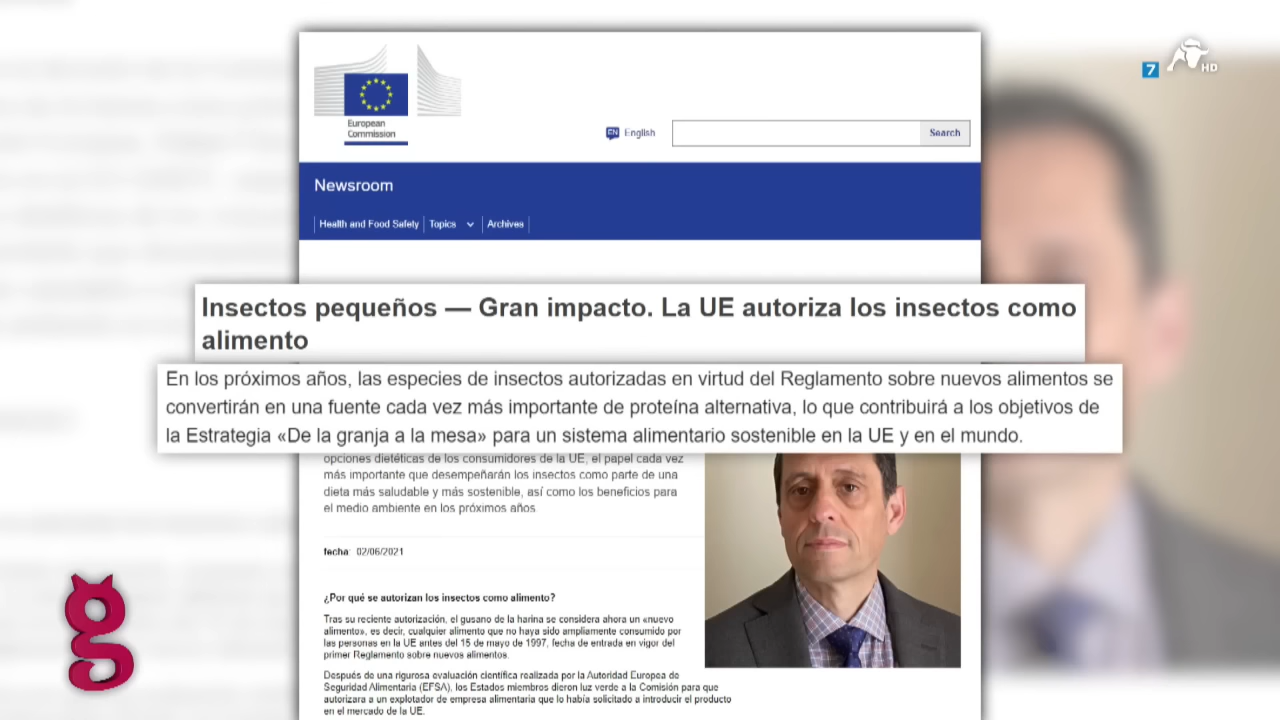 7
HD
European
Commission
EN English
Search
Newsroom
Health and Food Safety
Topics
Archives
Insectos pequeños — Gran impacto. La UE autoriza los insectos como
alimento
En los próximos años, las especies de insectos autorizadas en virtud del Reglamento sobre nuevos alimentos se
convertirán en una fuente cada vez más importante de proteína alternativa, lo que contribuirá a los objetivos de
la Estrategia «De la granja a la mesa» para un sistema alimentario sostenible en la UE y en el mundo.
opciones dietéticas de los consumidores de la UE, el papel cada vez
más importante que desempeñarán los insectos como parte de una
dieta más saludable y más sostenible, así como los beneficios para
el medio ambiente en los próximos años
fecha: 02/06/2021
¿Por qué se autorizan los insectos como alimento?
Tras su reciente autorización, el gusano de la harina se considera ahora un «nuevo
alimento», es decir, cualquier alimento que no haya sido ampliamente consumido por
las personas en la UE antes del 15 de mayo de 1997, fecha de entrada en vigor del
primer Reglamento sobre nuevos alimentos.
Después de una rigurosa evaluación científica realizada por la Autoridad Europea de
Seguridad Alimentaria (EFSA), los Estados miembros dieron luz verde a la Comisión para que
autorizara a un explotador de empresa alimentaria que lo había solicitado a introducir el producto
en el mercado de la UE.
g